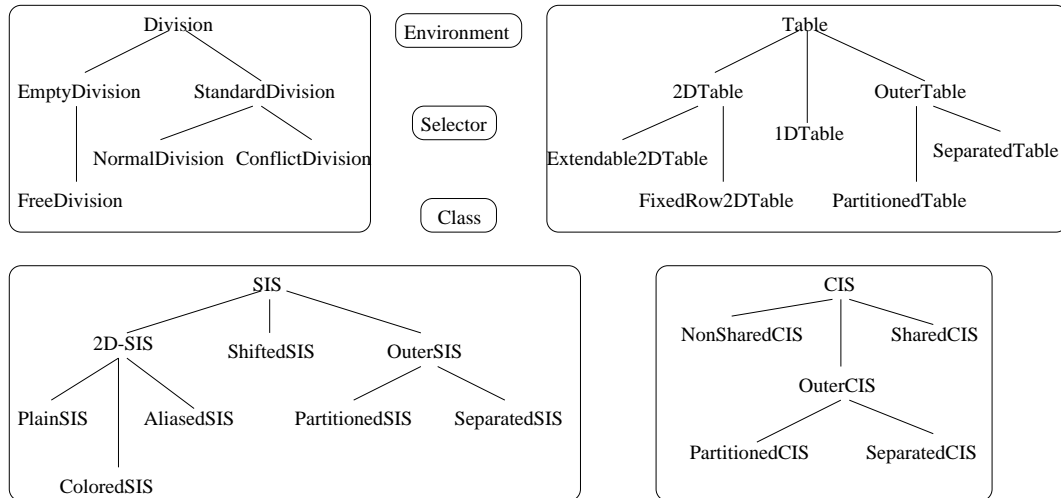 Division
EmptyDivision StandardDivision
NormalDivision ConflictDivision
FreeDivision
Environment
Selector
Class
Table
2DTable OuterTable
1DTable
Extendable2DTable SeparatedTable
FixedRow2DTable PartitionedTable
SIS
2D-SIS ShiftedSIS OuterSIS
PlainSIS AliasedSIS PartitionedSIS SeparatedSIS
ColoredSIS
CIS
NonSharedCIS SharedCIS
OuterCIS
PartitionedCIS SeparatedCIS